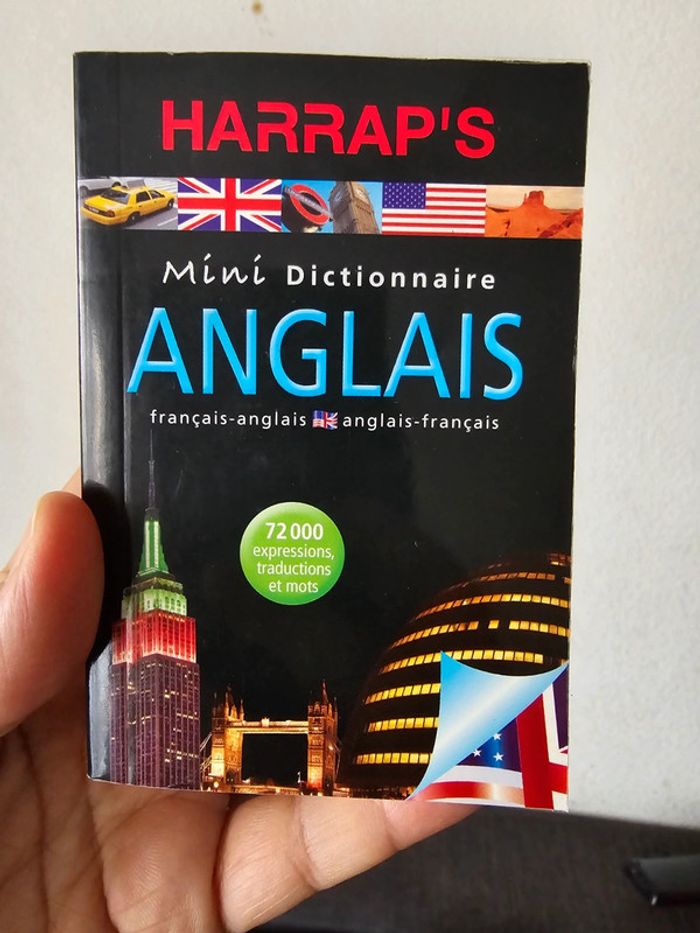 HARRAP'S
Mini Dictionnaire
ANGLAIS
français-anglais anglais-français
72 000
expressions,
traductions
et mots